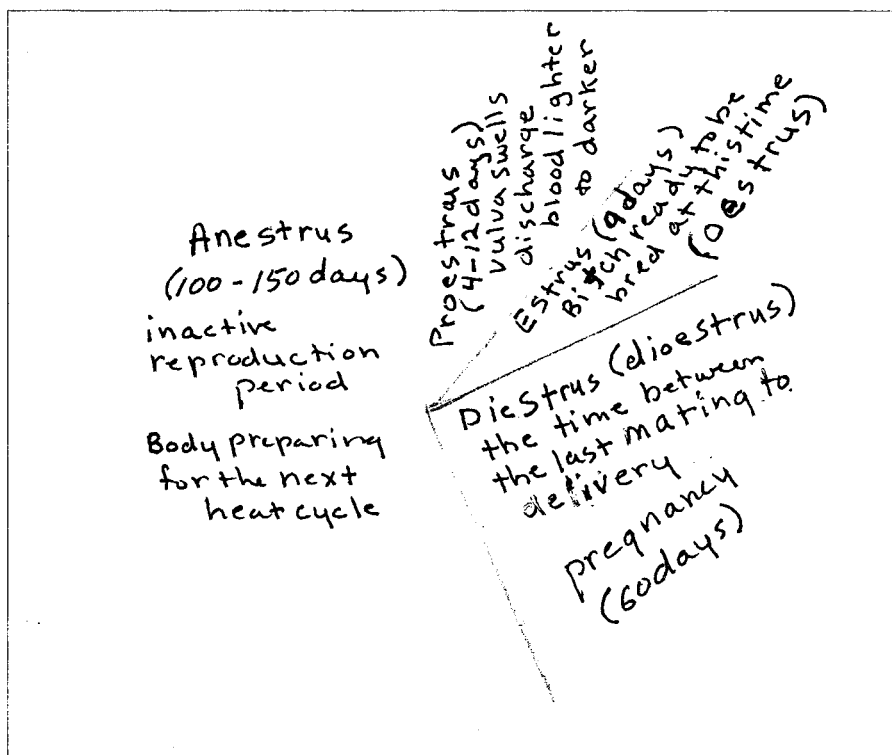 Anestrus
(100-150 days)
inactive
reproduction
period
Body preparing
for the next
heat cycle
Proestrus
(4-12 days)
vulva swells
discharge
blood lighter
to darker
Estrus (9 days)
Bitch ready to be
bred at this time
(Oestrus)
Diestrus (dioestrus)
the time between
the last mating to
delivery
pregnancy
(60 days)